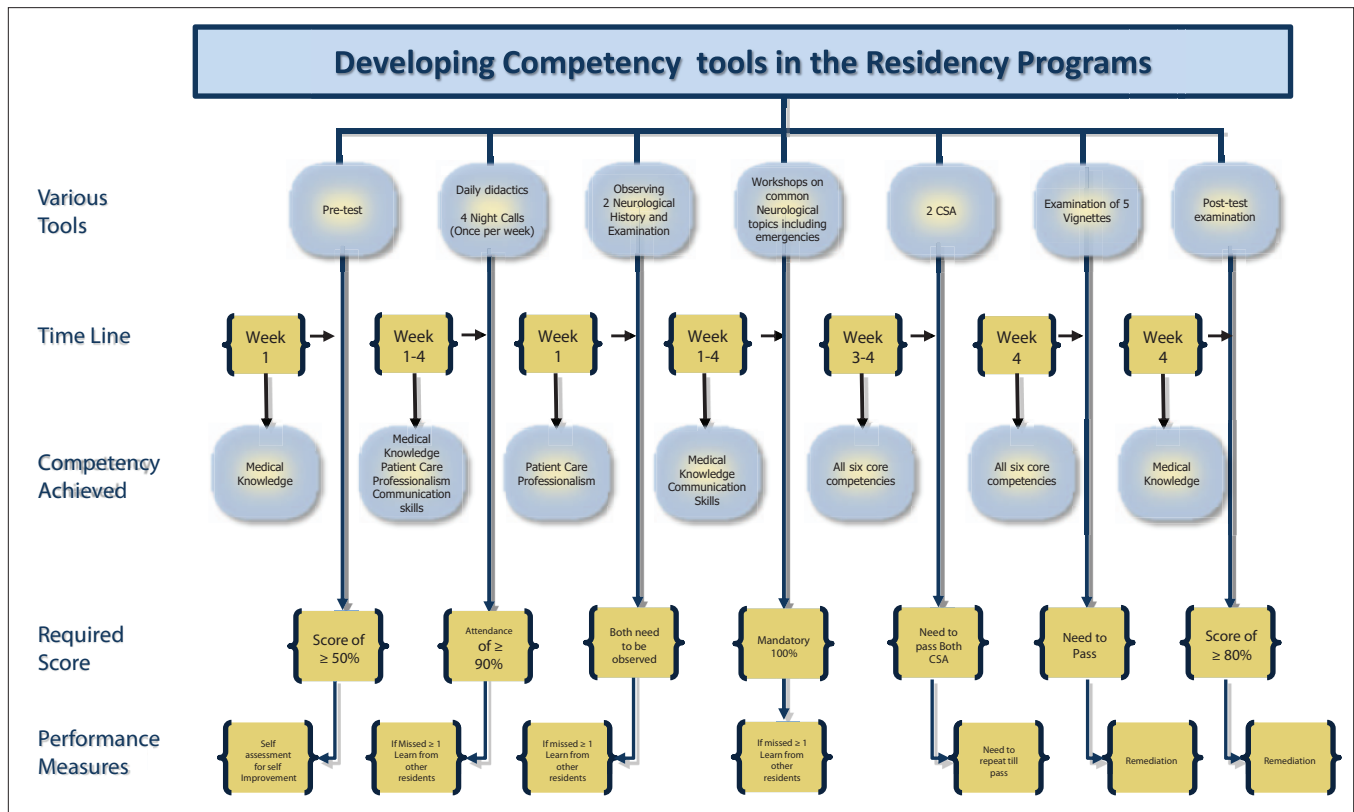 Developing Competency tools in the Residency Programs
Various
Tools
Pre-test
Daily didactics
4 Night Calls
(Once per week)
Observing
2 Neurological
History and
Examination
Workshops on
common
Neurological
topics including
emergencies
2 CSA
Examination of 5
Vignettes
Post-test
examination
Time Line
Week
1
Week
1-4
Week
1
Week
1-4
Week
3-4
Week
4
Week
4
Competency
Achieved
Medical
Knowledge
Medical
Knowledge
Patient Care
Professionalism
Communication
skills
Patient Care
Professionalism
Medical
Knowledge
Communication
Skills
All six core
competencies
All six core
competencies
Medical
Knowledge
Required
Score
Score of
≥ 50%
Attendance
of ≥
90%
Both need
to be
observed
Mandatory
100%
Need to
pass Both
CSA
Need to
Pass
Score of
≥ 80%
Performance
Measures
Self
assessment
for self
Improvement
If Missed ≥ 1
Learn from
other
residents
If missed ≥ 1
Learn from
other
residents
If missed ≥ 1
Learn from
other
residents
Need to
repeat till
pass
Remediation
Remediation